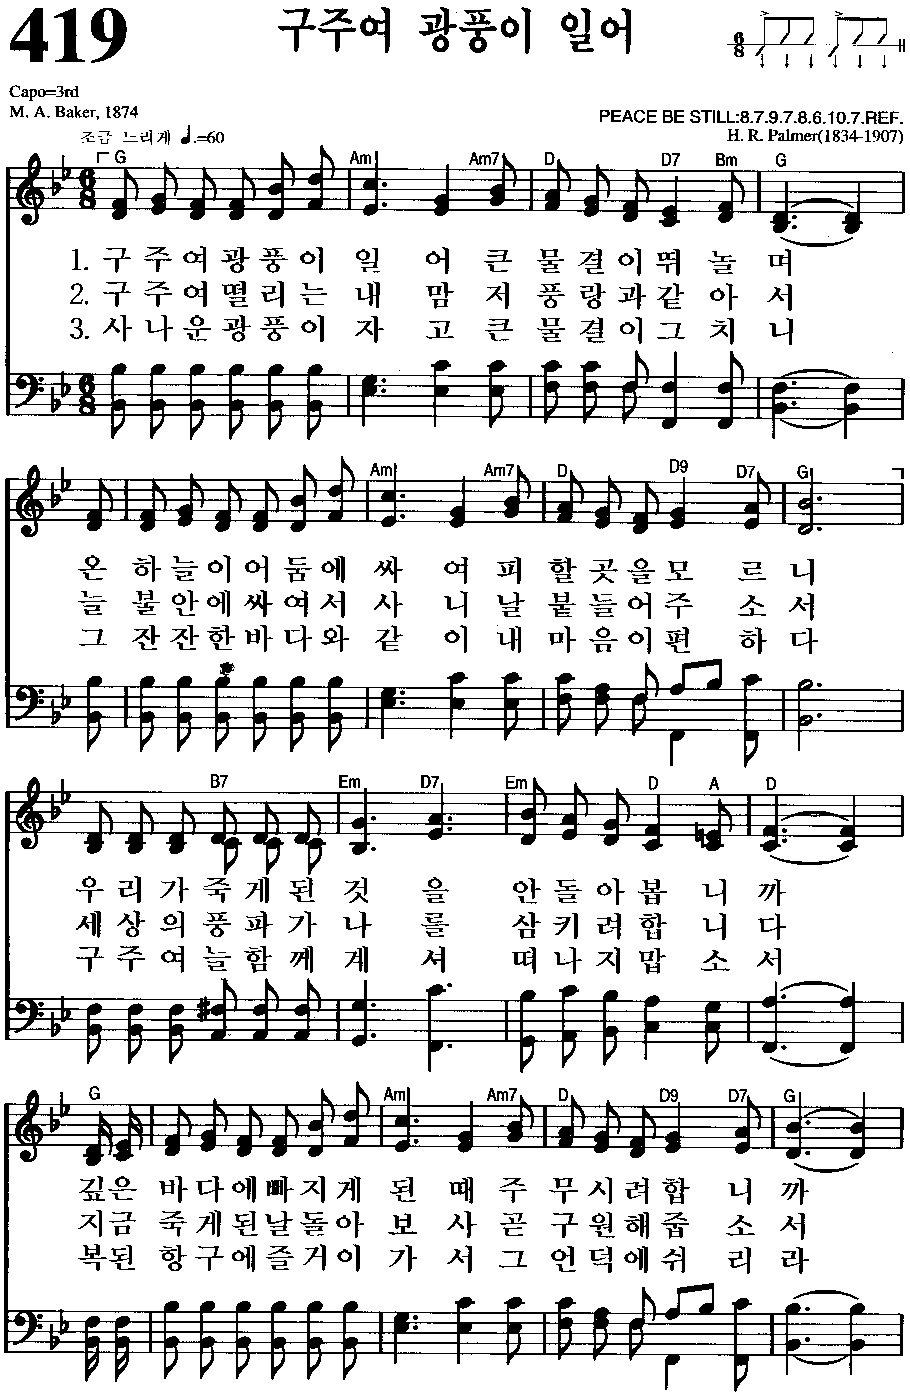 419
구주여 광풍이 일어
6 8
Capo=3rd
M. A. Baker, 1874
PEACE BE STILL:8.7.9.7.8.6.10.7.REF.
조금 느리게 ♩.=60
H. R. Palmer(1834-1907)
G Am Am7 D D7 Bm G
1. 구 주 여 광 풍 이 일 어 큰 물 결 이 뛰 놀 며
2. 구 주 여 떨 리 는 내 맘 저 풍 랑 과 같 아 서
3. 사 나 운 광 풍 이 자 고 큰 물 결 이 그 치 니
Am Am7 D D9 D7 G
온 하 늘 이 어 둠 에 싸 여 피 할 곳 을 모 르 니
늘 불 안 에 싸 여 서 사 니 날 붙 들 어 주 소 서
그 잔 잔 한 바 다 와 같 이 내 마 음 이 편 하 다
B7 Em D7 Em D A D
우 리 가 죽 게 된 것 을 안 돌 아 봅 니 까
세 상 의 풍 파 가 나 를 삼 키 려 합 니 다
구 주 여 늘 함 께 계 셔 떠 나 지 맙 소 서
G Am Am7 D D9 D7 G
깊은 바 다 에 빠 지 게 된 때 주 무 시 려 합 니 까
지금 죽 게 된 날 돌 아 보 사 곧 구 원 해 줍 소 서
복된 항 구 에 즐 거 이 가 서 그 언 덕 에 쉬 리 라